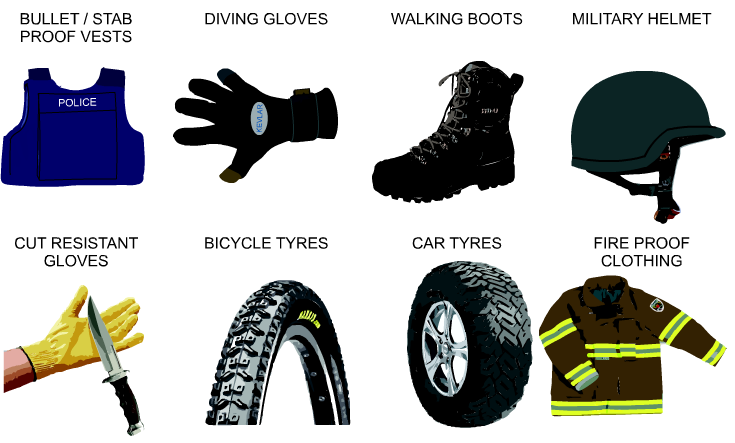 BULLET / STAB
PROOF VESTS
DIVING GLOVES
WALKING BOOTS
MILITARY HELMET
POLICE
KEVLAR
CUT RESISTANT
GLOVES
BICYCLE TYRES
CAR TYRES
FIRE PROOF
CLOTHING